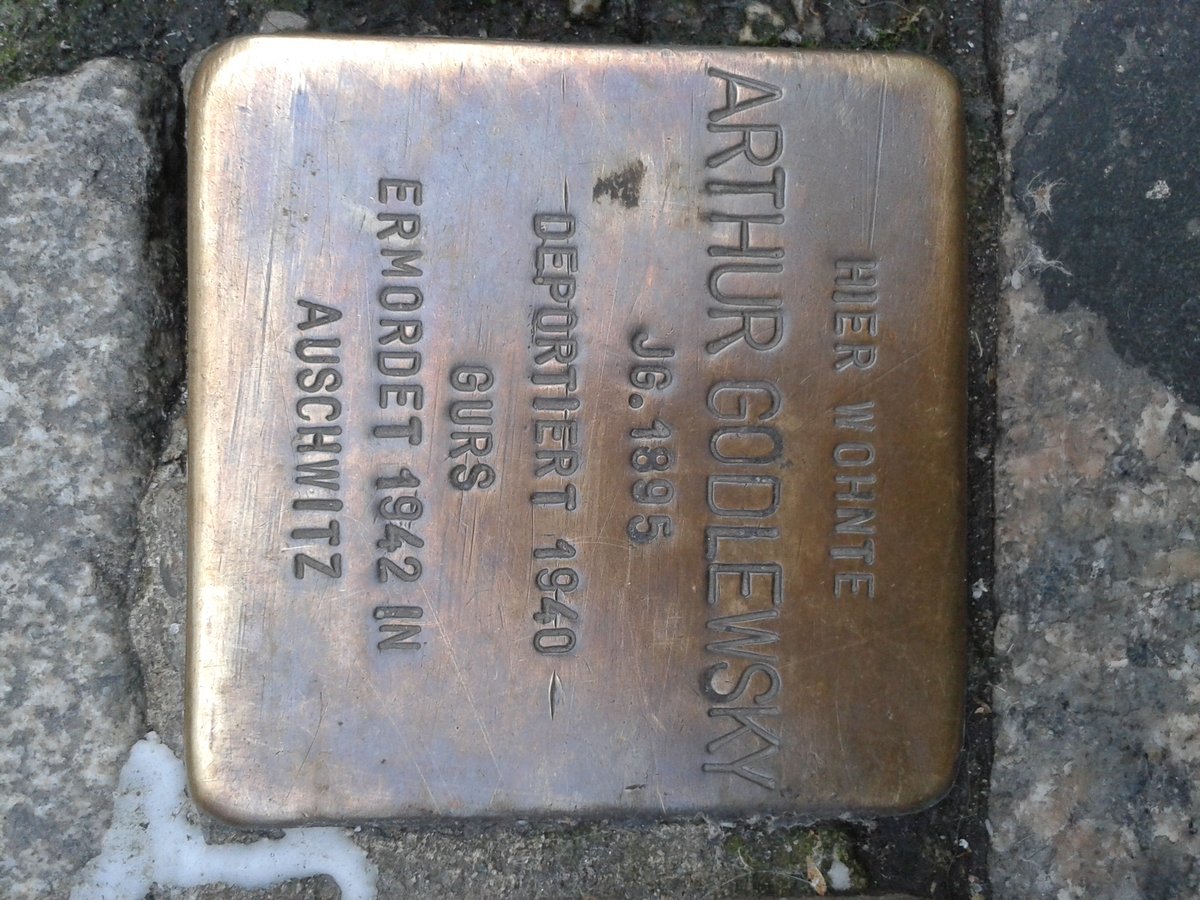 HIER WOHNTE
ARTHUR GODLEWSKY
JG. 1895
DEPORTIERT 1940
GURS
ERMORDET 1942 IN
AUSCHWITZ